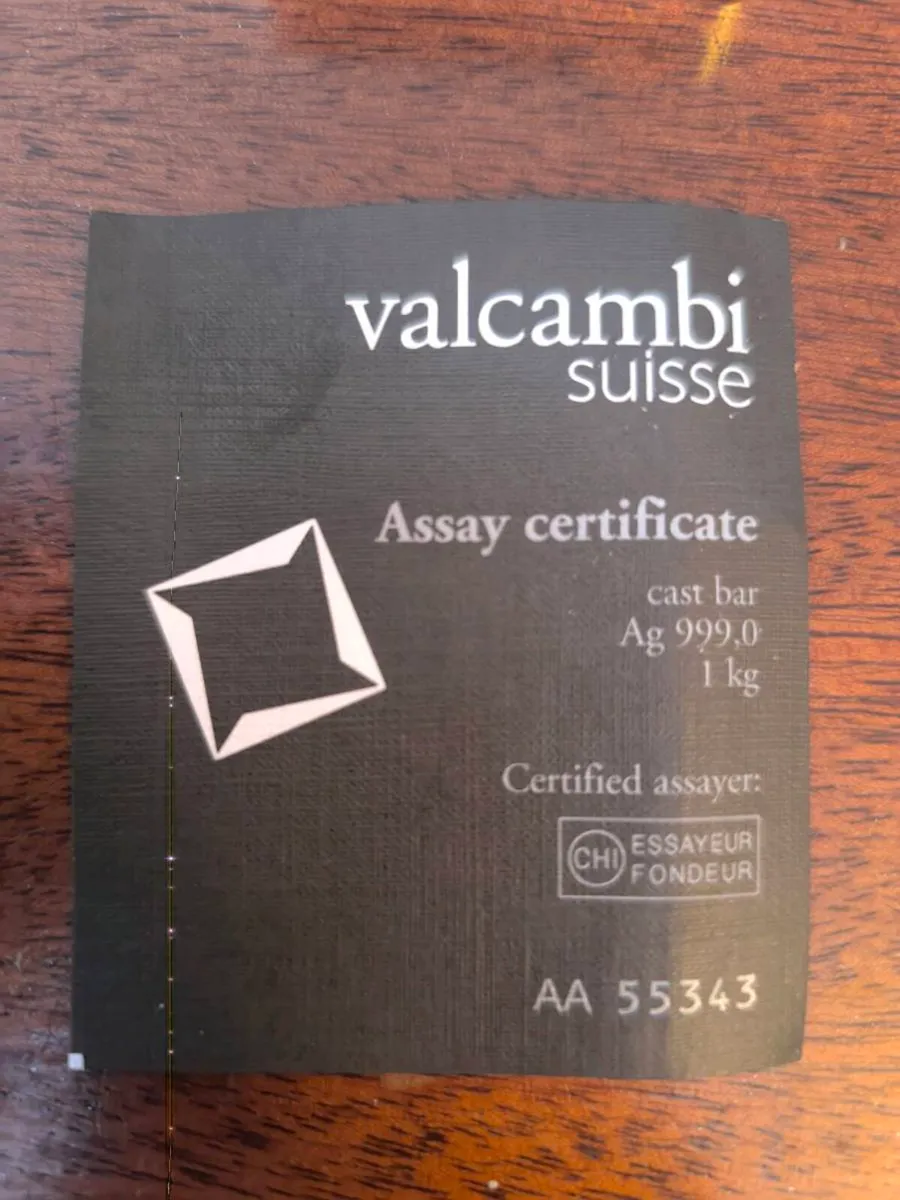 valcambi
suisse
Assay certificate
cast bar
Ag 999,0
1 kg
Certified assayer:
CHI ESSAYEUR
FONDEUR
AA 55343